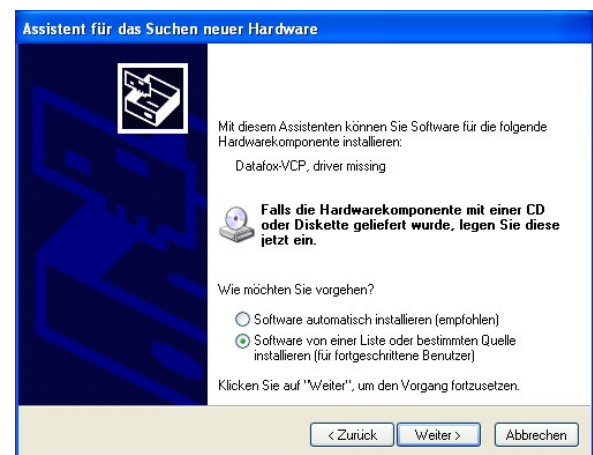 Assistent für das Suchen neuer Hardware
Mit diesem Assistenten können Sie Software für die folgende
Hardwarekomponente installieren:
Datafox-VCP, driver missing
Falls die Hardwarekomponente mit einer CD
oder Diskette geliefert wurde, legen Sie diese
jetzt ein.
Wie möchten Sie vorgehen?
Software automatisch installieren (empfohlen)
Software von einer Liste oder bestimmten Quelle
installieren (für fortgeschrittene Benutzer)
Klicken Sie auf "Weiter", um den Vorgang fortzusetzen.
< Zurück Weiter > Abbrechen